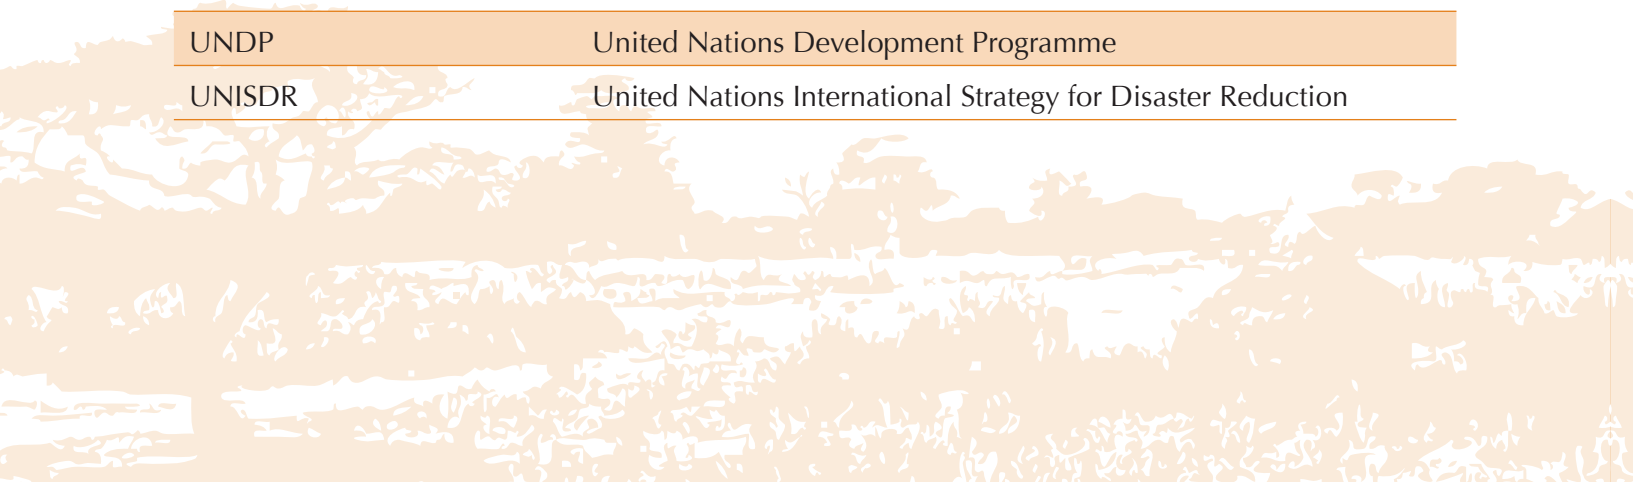 UNDP United Nations Development Programme
UNISDR United Nations International Strategy for Disaster Reduction